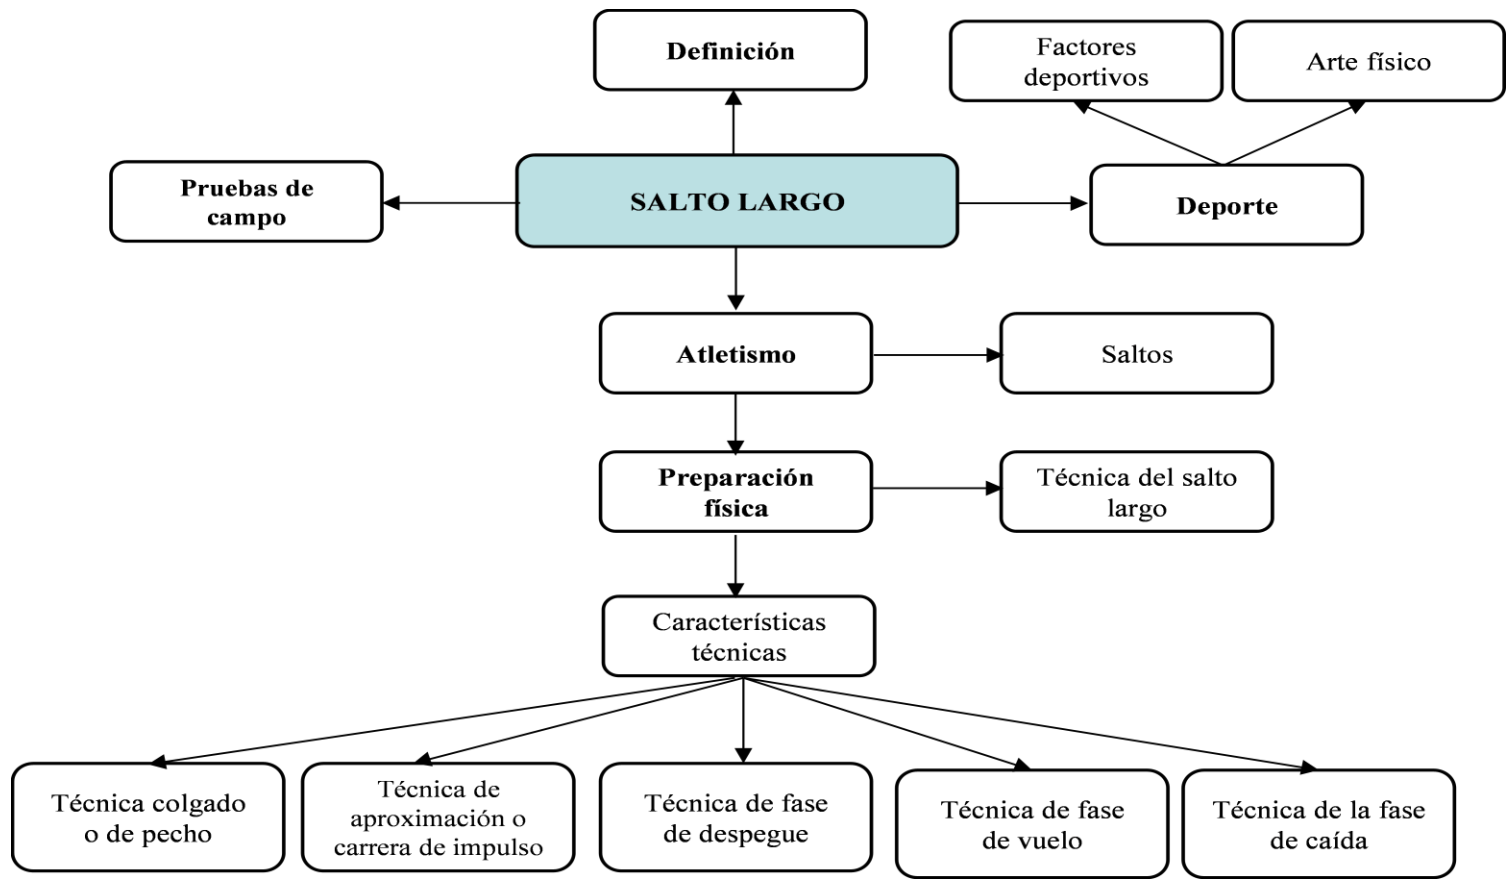 Definición
Factores
deportivos
Arte físico
Pruebas de
campo
SALTO LARGO
Deporte
Atletismo
Saltos
Preparación
física
Técnica del salto
largo
Características
técnicas
Técnica colgado
o de pecho
Técnica de
aproximación o
carrera de impulso
Técnica de fase
de despegue
Técnica de fase
de vuelo
Técnica de la fase
de caída